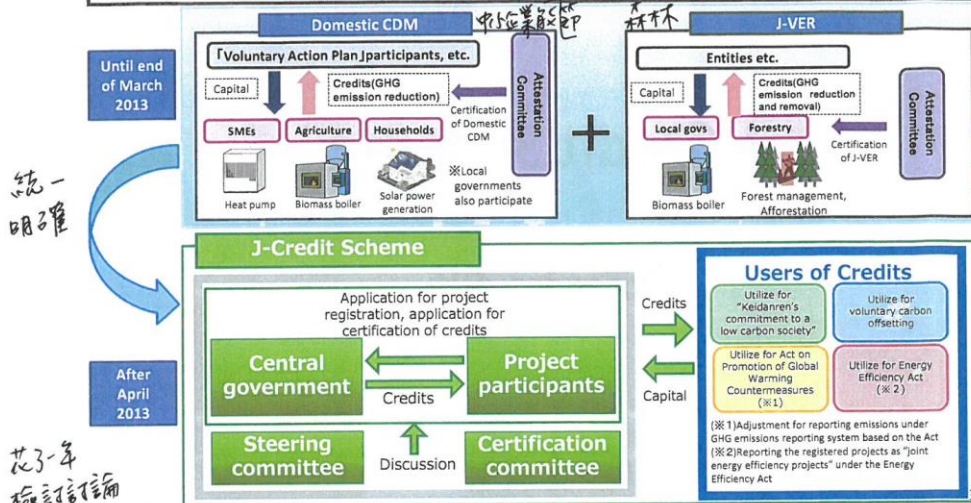 Domestic CDM
中小企業節能
「Voluntary Action Plan」participants, etc.
Capital
Credits(GHG
emission reduction)
Certification
of Domestic
CDM
Attestation
Committee
SMEs
Agriculture
Households
Heat pump
Biomass boiler
Solar power
generation
※Local
governments
also participate
+
森林
J-VER
Entities etc.
Capital
Credits(GHG
emission reduction
and removal)
Attestation
Committee
Local govs
Forestry
Certification
of J-VER
Biomass boiler
Forest management,
Afforestation
Until end
of March
2013
統一
明確
After
April
2013
花了一年
檢討討論
J-Credit Scheme
Application for project
registration, application for
certification of credits
Central
government
Project
participants
Credits
Steering
committee
Discussion
Certification
committee
Credits
Capital
Users of Credits
Utilize for
"Keidanren's
commitment to a
low carbon society"
Utilize for
voluntary carbon
offsetting
Utilize for Act on
Promotion of Global
Warming
Countermeasures
(※1)
Utilize for Energy
Efficiency Act
(※2)
(※1)Adjustment for reporting emissions under
GHG emissions reporting system based on the Act
(※2)Reporting the registered projects as "joint
energy efficiency projects" under the Energy
Efficiency Act